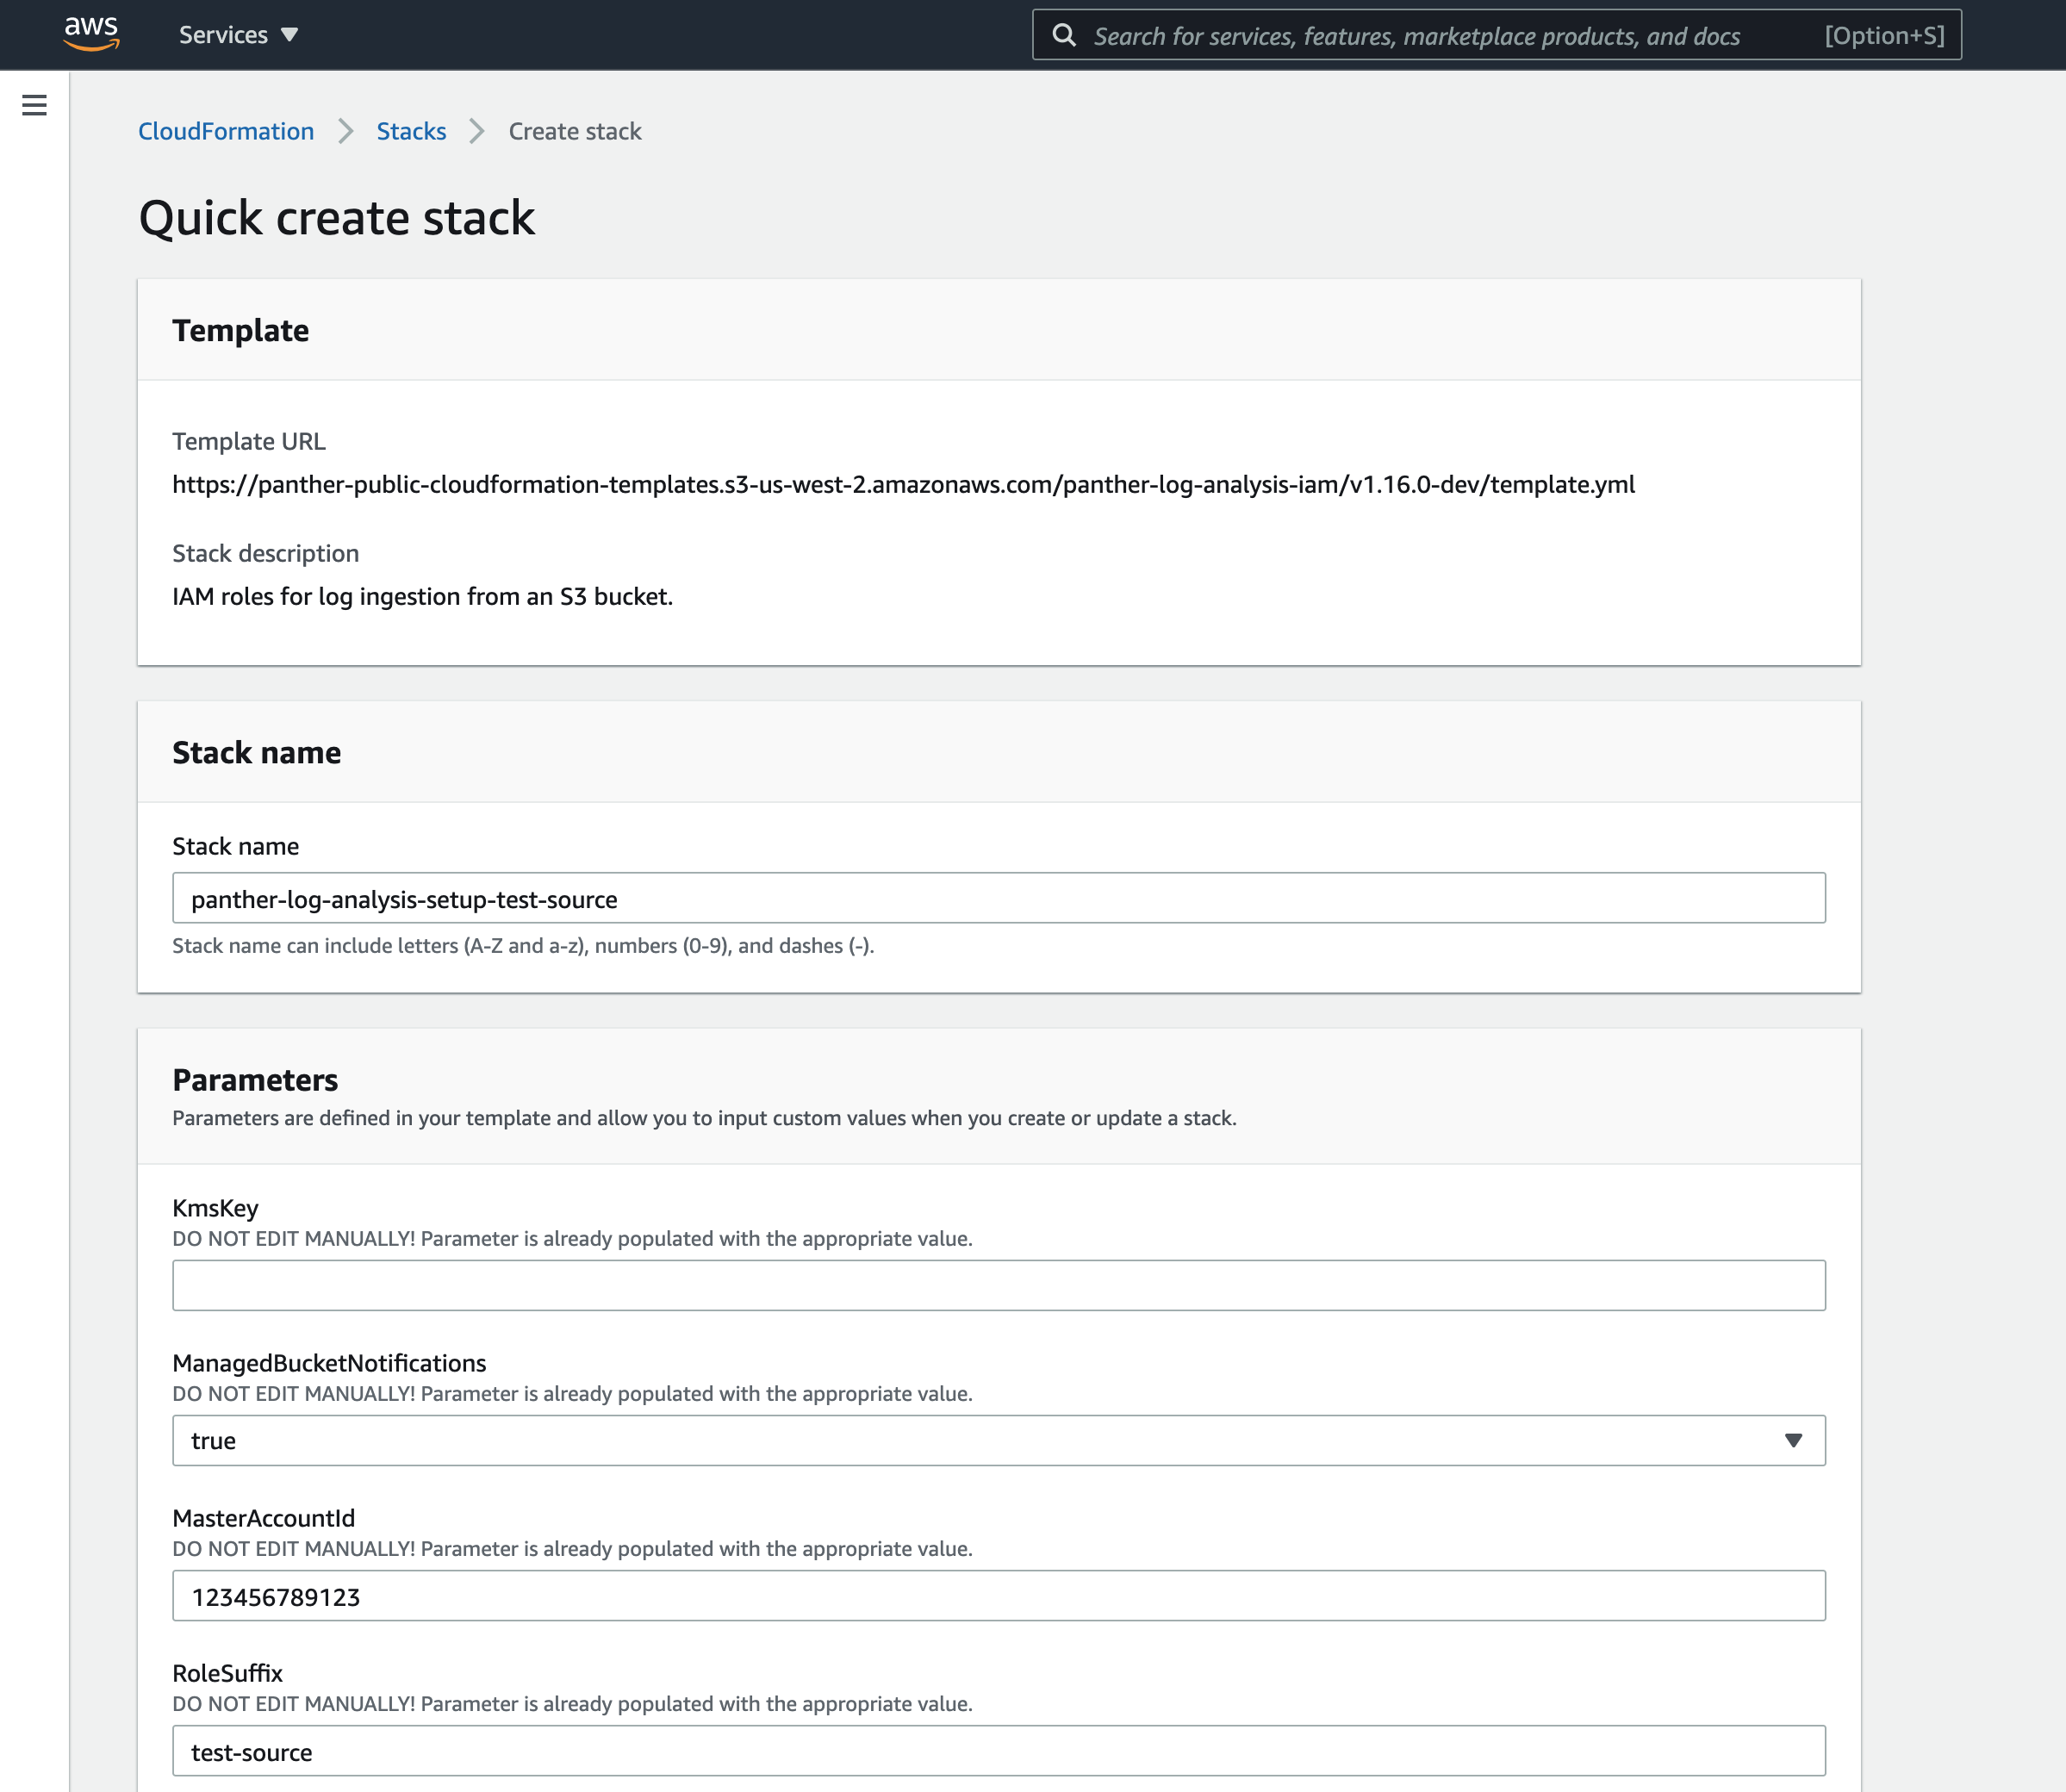 aws
Services
Search for services, features, marketplace products, and docs [Option+S]
CloudFormation
Stacks
Create stack
Quick create stack
Template
Template URL
https://panther-public-cloudformation-templates.s3-us-west-2.amazonaws.com/panther-log-analysis-iam/v1.16.0-dev/template.yml
Stack description
IAM roles for log ingestion from an S3 bucket.
Stack name
Stack name
panther-log-analysis-setup-test-source
Stack name can include letters (A-Z and a-z), numbers (0-9), and dashes (-).
Parameters
Parameters are defined in your template and allow you to input custom values when you create or update a stack.
KmsKey
DO NOT EDIT MANUALLY! Parameter is already populated with the appropriate value.
ManagedBucketNotifications
DO NOT EDIT MANUALLY! Parameter is already populated with the appropriate value.
true
MasterAccountId
DO NOT EDIT MANUALLY! Parameter is already populated with the appropriate value.
123456789123
RoleSuffix
DO NOT EDIT MANUALLY! Parameter is already populated with the appropriate value.
test-source